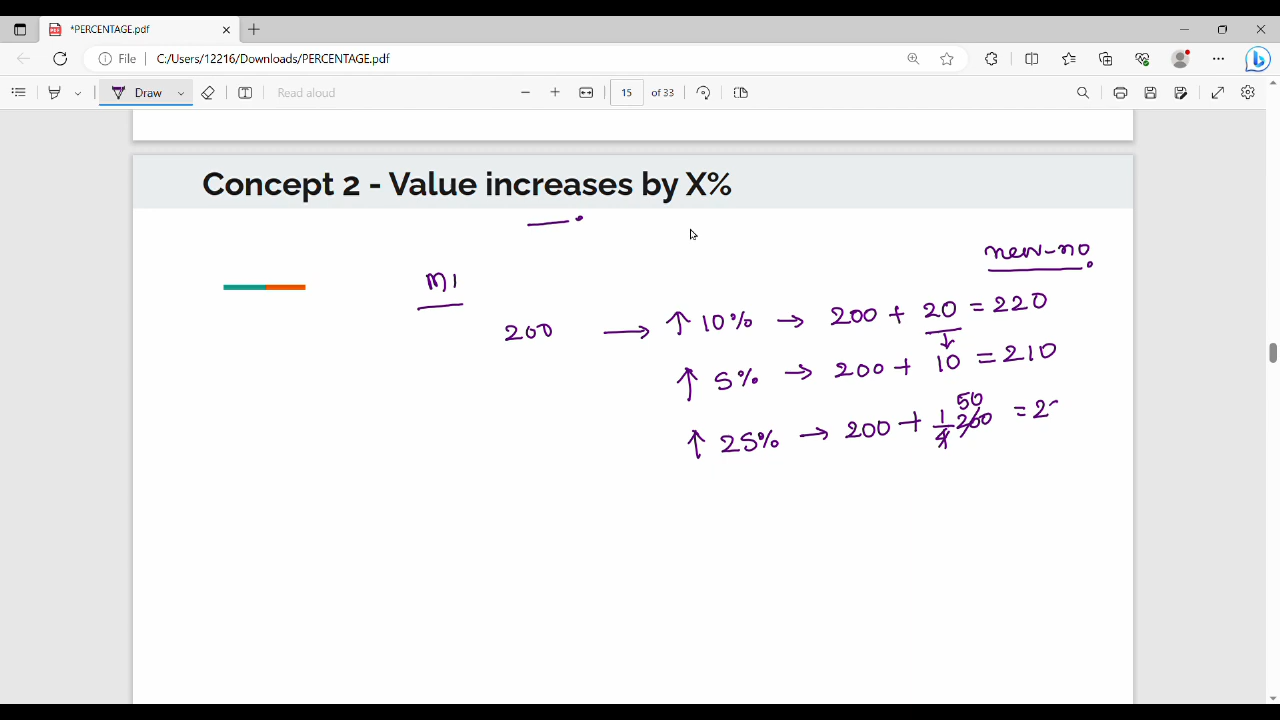 *PERCENTAGE.pdf
File C:/Users/12216/Downloads/PERCENTAGE.pdf
Draw Read aloud 15 of 33
Concept 2 - Value increases by X%
new-no
M1
200 → ↑ 10% → 200 + 20 = 220
↑ 5% → 200 + 10 = 210
50
↑ 25% → 200 + 1/4 200 = 2